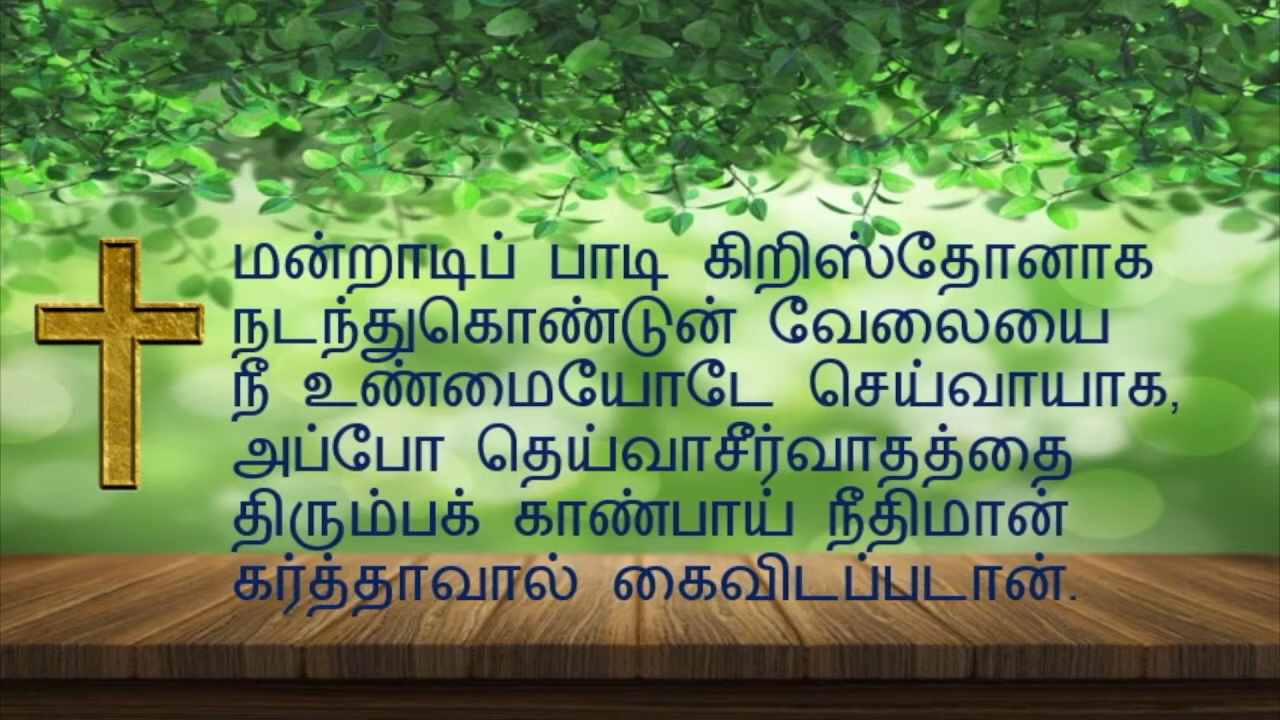 மன்றாடிப் பாடி கிறிஸ்தோனாக
நடந்துகொண்டுன் வேலையை
நீ உண்மையோடே செய்வாயாக,
அப்போ தெய்வாசீர்வாதத்தை
திரும்பக் காண்பாய் நீதிமான்
கர்த்தாவால் கைவிடப்படான்.